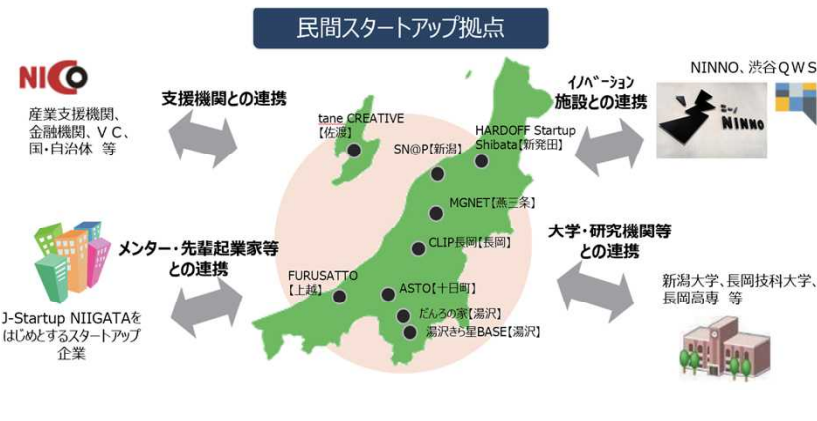 民間スタートアップ拠点
NICO
産業支援機関、
金融機関、ＶＣ、
国・自治体 等
支援機関との連携
tane CREATIVE
【佐渡】
SN@P【新潟】
HARDOFF Startup
Shibata【新発田】
ｲﾉﾍﾞｰｼｮﾝ
施設との連携
NINNO、渋谷ＱＷＳ
ニーノ
NINNO
MGNET【燕三条】
CLIP長岡【長岡】
メンター・先輩起業家等
との連携
大学・研究機関等
との連携
FURUSATTO
【上越】
ASTO【十日町】
だんろの家【湯沢】
湯沢きら星BASE【湯沢】
J-Startup NIIGATAを
はじめとするスタートアップ
企業
新潟大学、長岡技科大学、
長岡高専 等